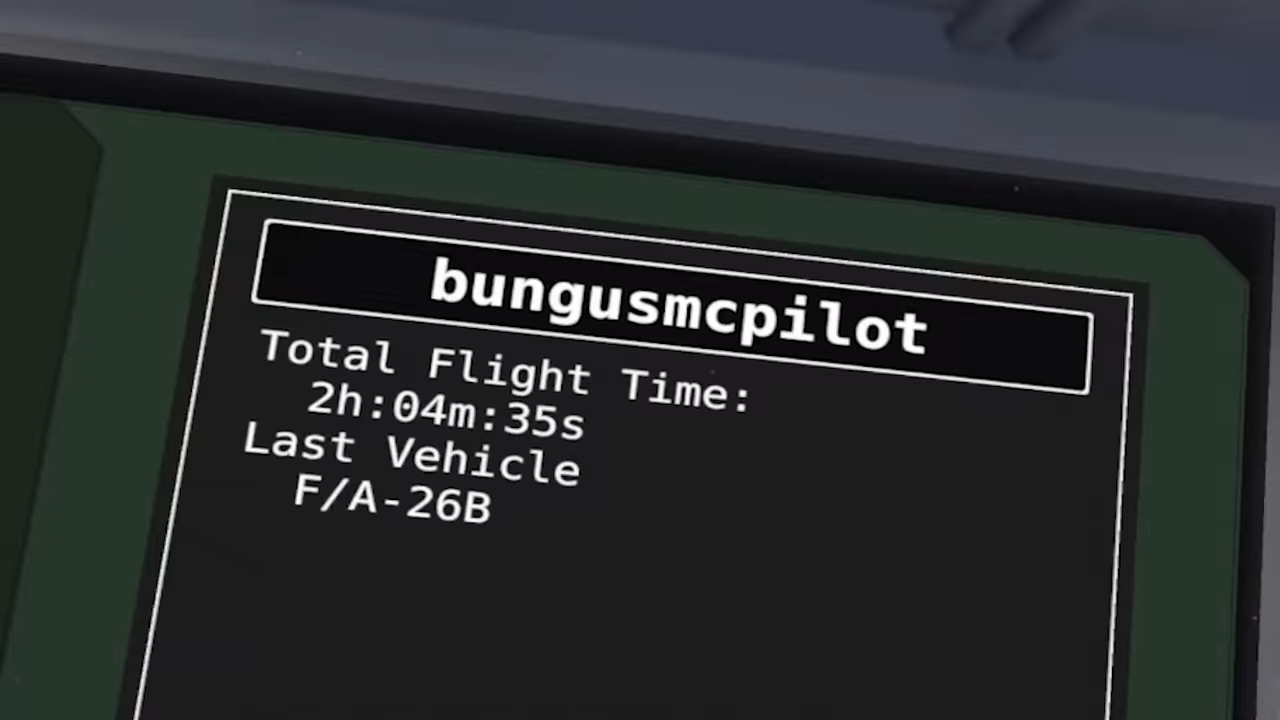 bungusmcpilot
Total Flight Time:
2h:04m:35s
Last Vehicle
F/A-26B